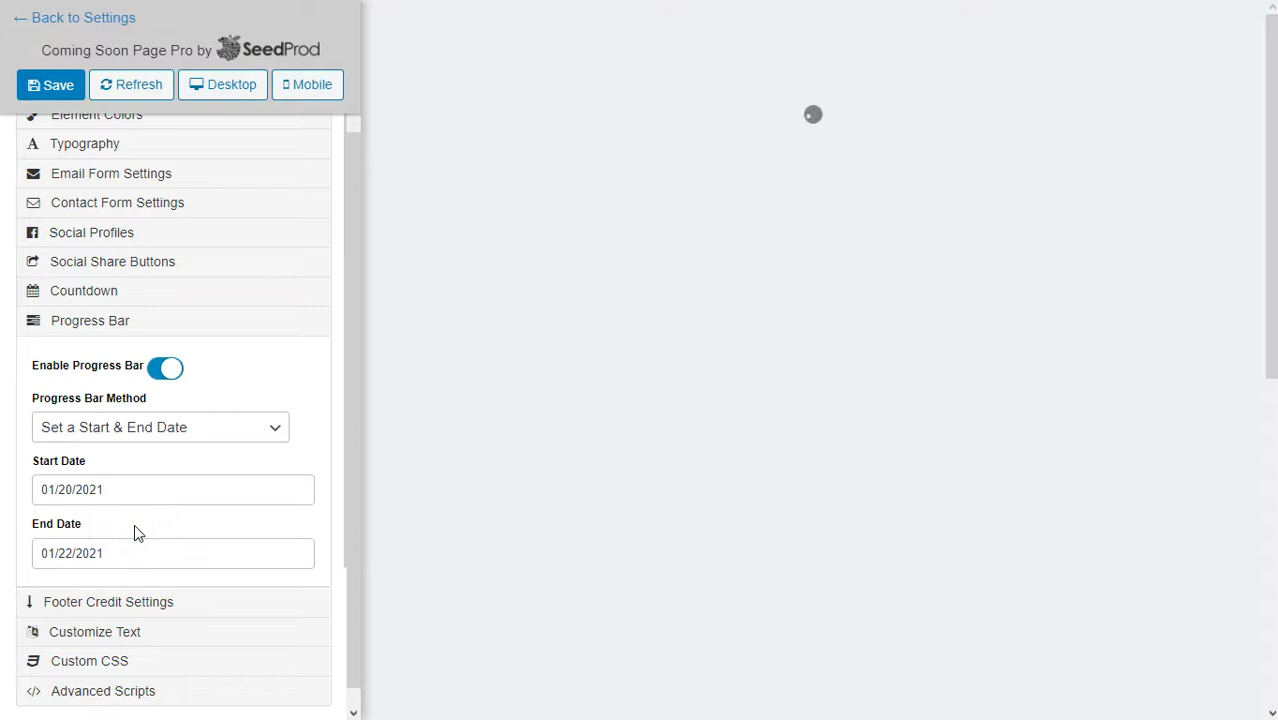 ← Back to Settings
Coming Soon Page Pro by SeedProd
Save Refresh Desktop Mobile
Element Colors
Typography
Email Form Settings
Contact Form Settings
Social Profiles
Social Share Buttons
Countdown
Progress Bar
Enable Progress Bar
Progress Bar Method
Set a Start & End Date
Start Date
01/20/2021
End Date
01/22/2021
Footer Credit Settings
Customize Text
Custom CSS
Advanced Scripts